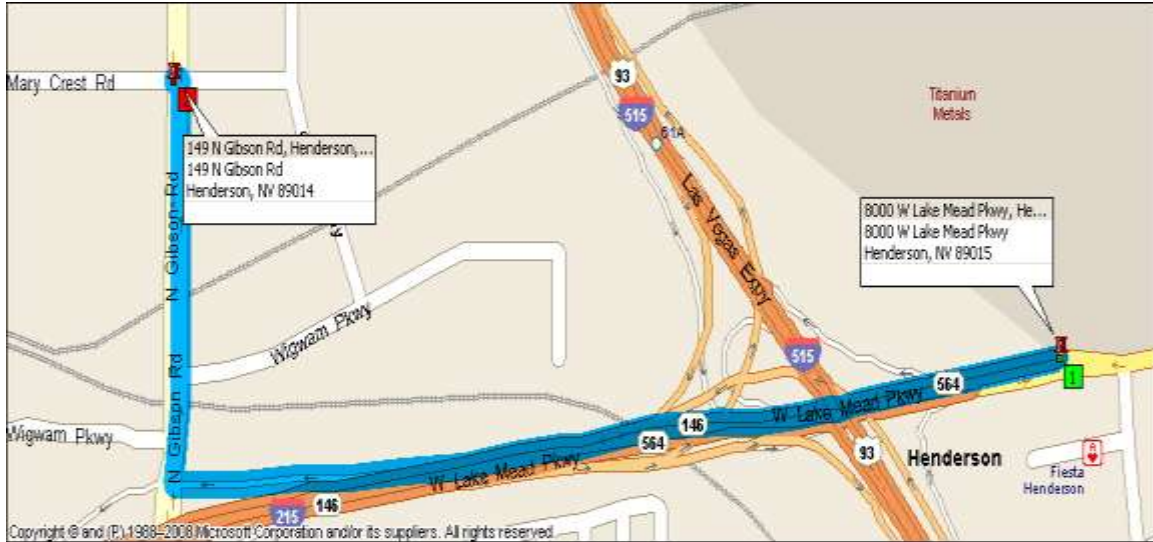 93
Mary Crest Rd
Titanium
Metals
515
61A
149 N Gibson Rd, Henderson,...
149 N Gibson Rd
Henderson, NV 89014
N Gibson Rd
N
Las Vegas Expy
8000 W Lake Mead Pkwy, He...
8000 W Lake Mead Pkwy
Henderson, NV 89015
Wigwam Pkwy
515
1
564
W Lake Mead Pkwy
146
N Gibson Rd
Wigwam Pkwy
564
93
Henderson
W Lake Mead Pkwy
Fiesta
Henderson
A
146
215
Copyright © and (P) 1988–2008 Microsoft Corporation and/or its suppliers. All rights reserved.